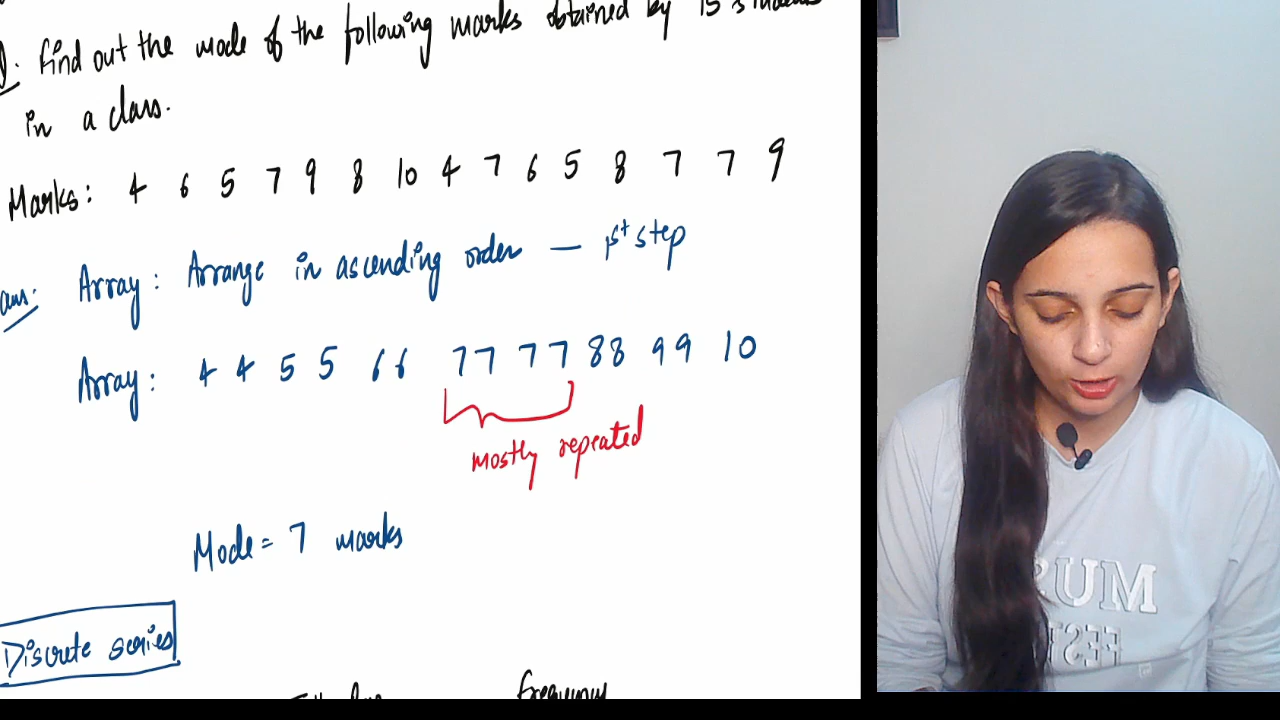 Q. Find out the mode of the following marks obtained by 15 students
in a class.
Marks: 4 6 5 7 9 8 10 4 7 6 5 8 7 7 9
Ans. Array: Arrange in ascending order — 1st step
Array: 4 4 5 5 6 6 7 7 7 7 8 8 9 9 10
mostly repeated
Mode = 7 marks
Discrete series
frequency
RUM